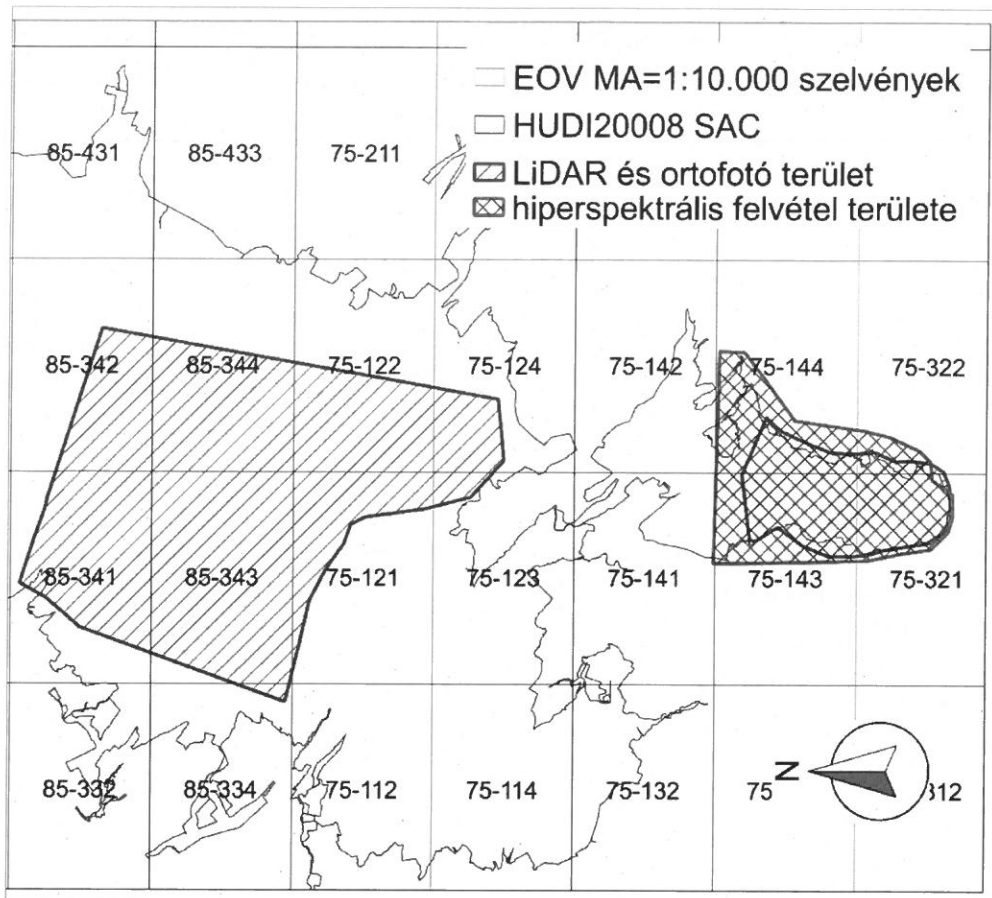 EOV MA=1:10.000 szelvények
HUDI20008 SAC
LiDAR és ortofotó terület
hiperspektrális felvétel területe
85-431 85-433 75-211
85-342 85-344 75-122 75-124 75-142 75-144 75-322
85-341 85-343 75-121 75-123 75-141 75-143 75-321
85-332 85-334 75-112 75-114 75-132 75 312
N